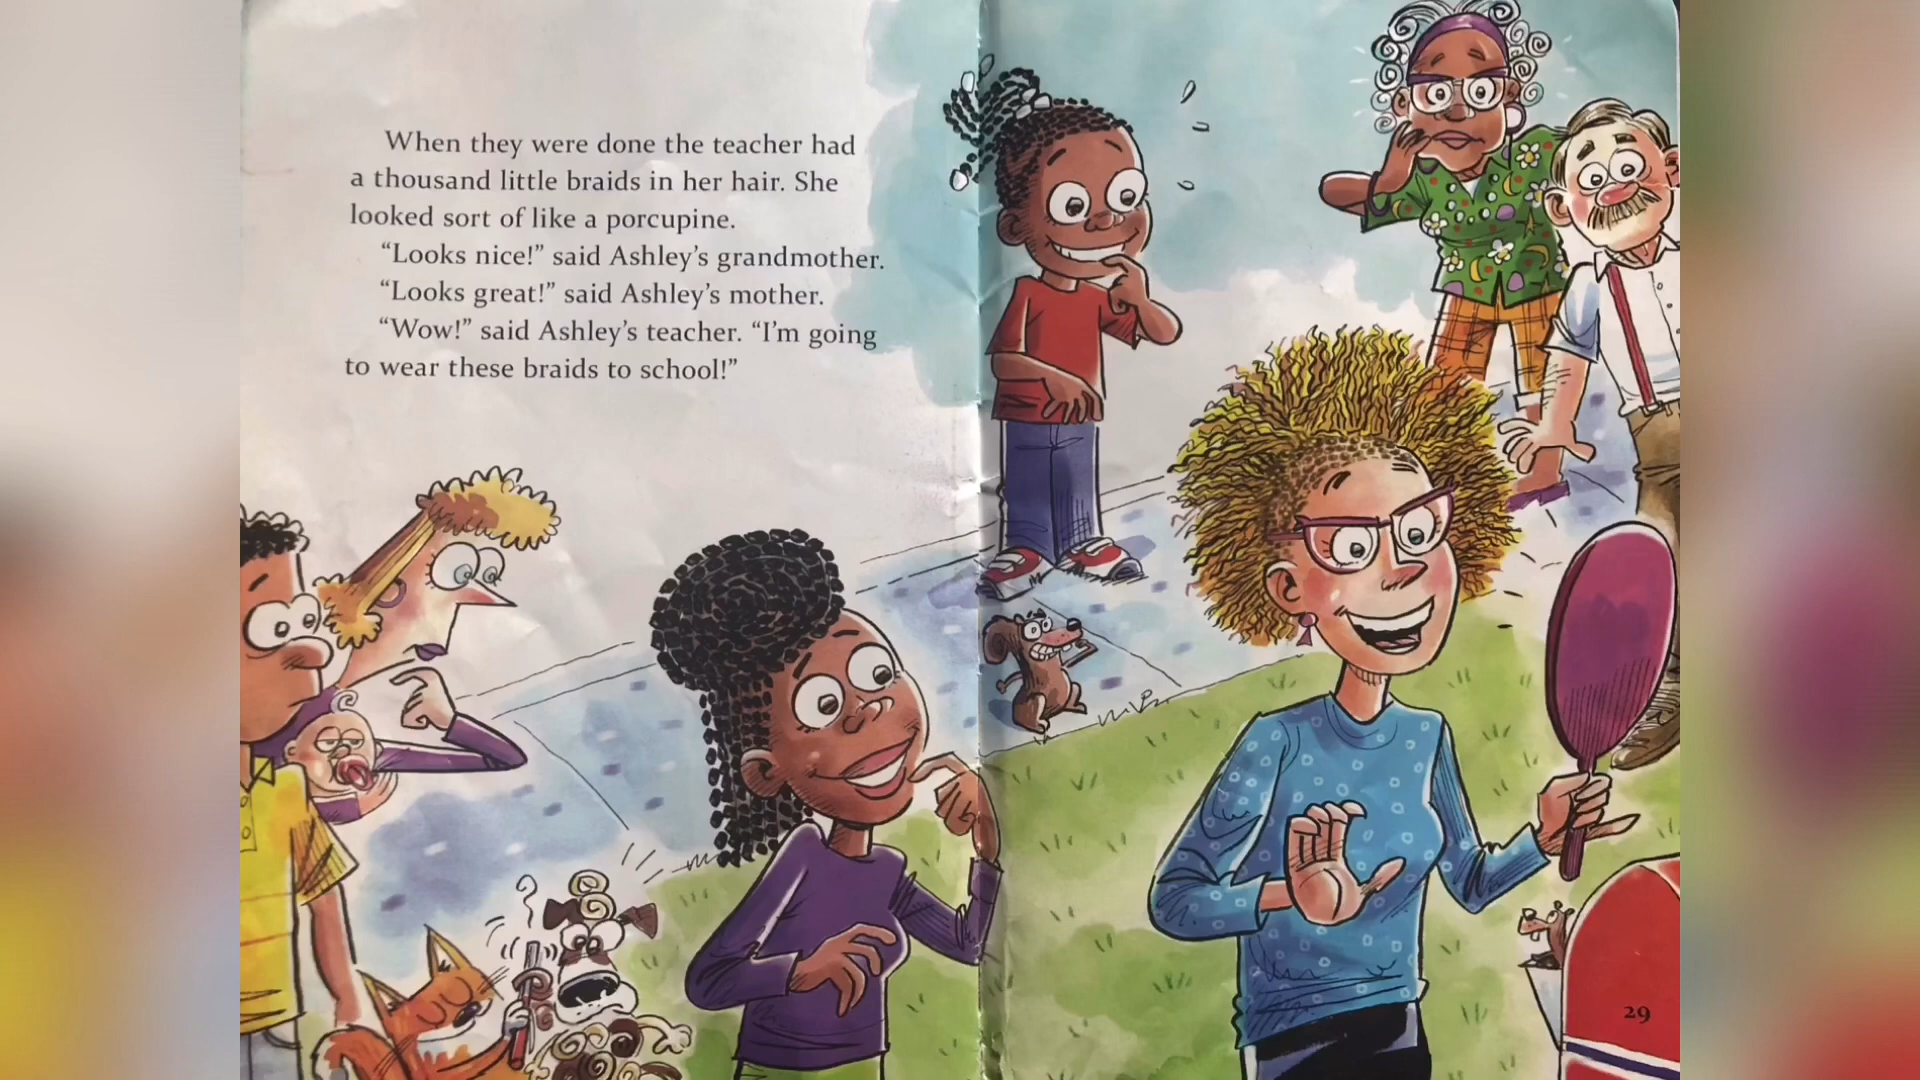 When they were done the teacher had
a thousand little braids in her hair. She
looked sort of like a porcupine.
“Looks nice!” said Ashley’s grandmother.
“Looks great!” said Ashley’s mother.
“Wow!” said Ashley’s teacher. “I’m going
to wear these braids to school!”
29